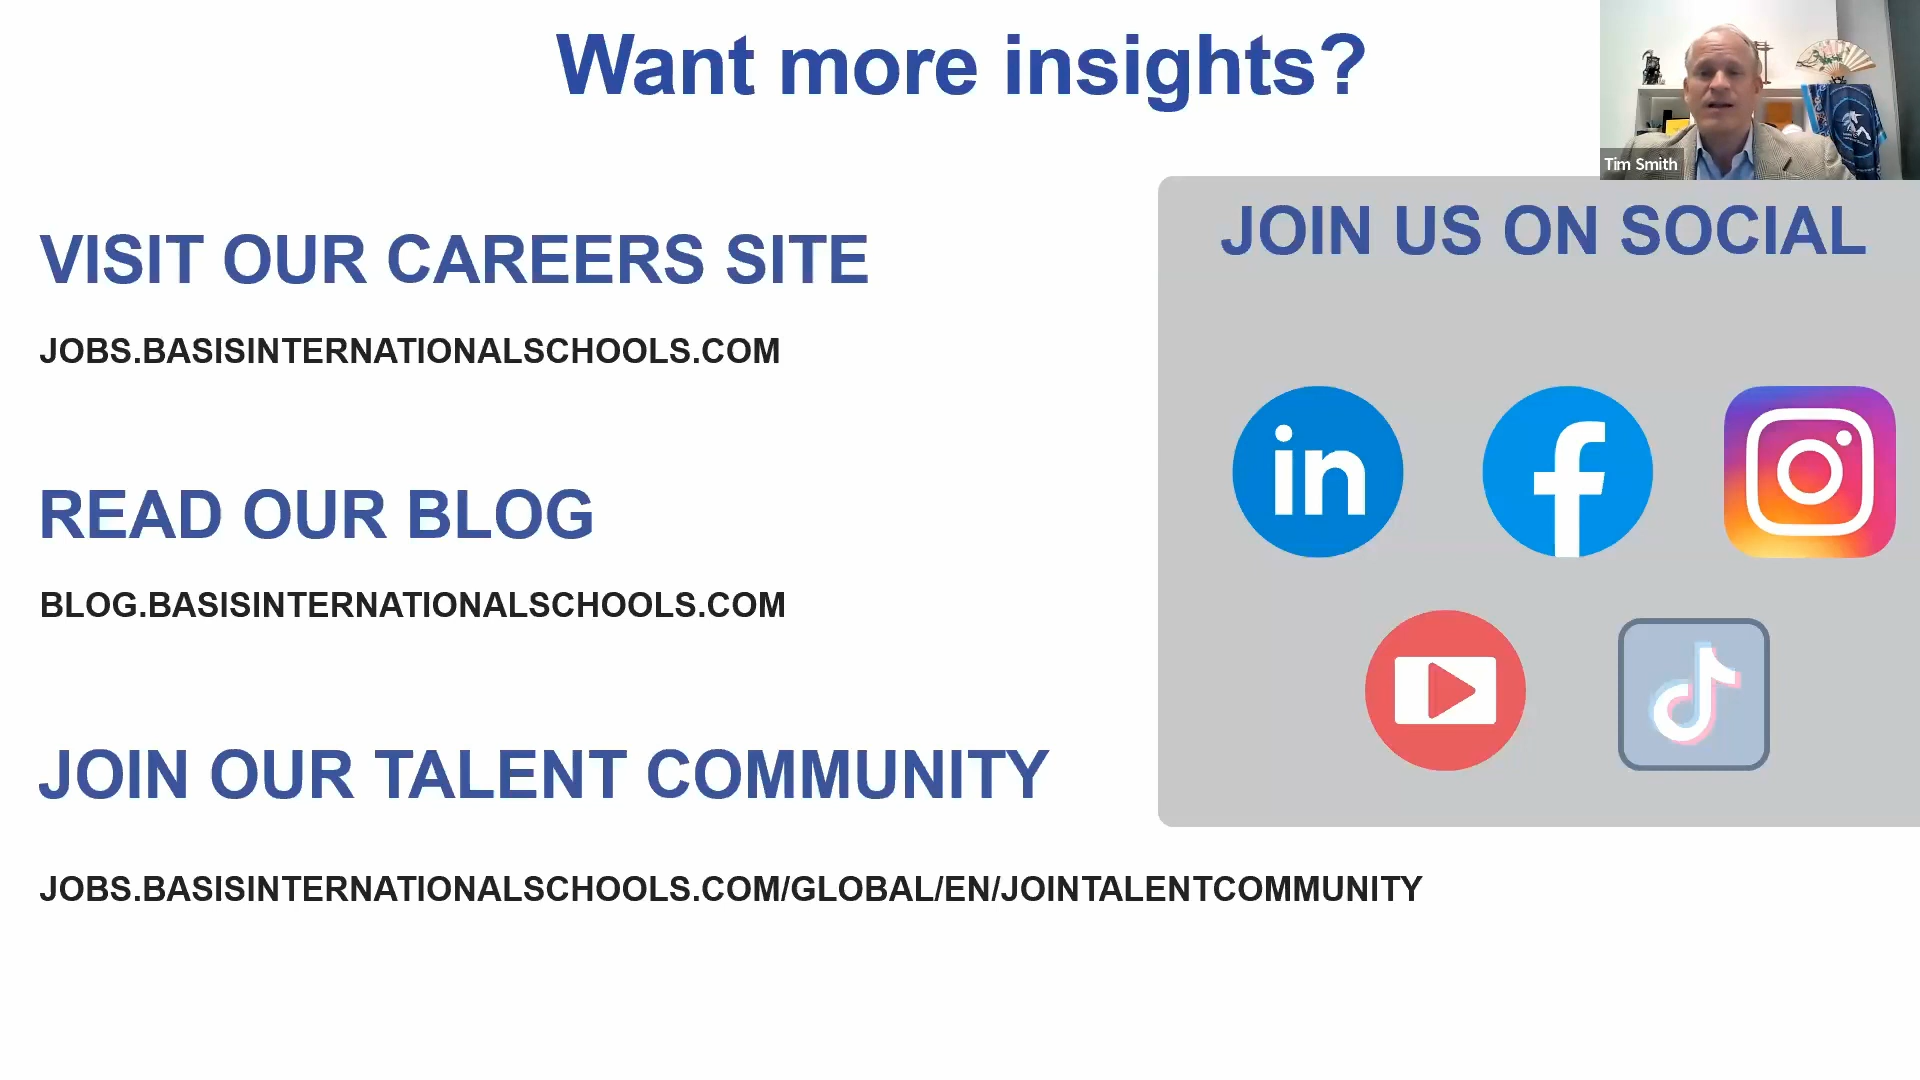 Want more insights?
Tim Smith
VISIT OUR CAREERS SITE
JOBS.BASISINTERNATIONALSCHOOLS.COM
READ OUR BLOG
BLOG.BASISINTERNATIONALSCHOOLS.COM
JOIN OUR TALENT COMMUNITY
JOBS.BASISINTERNATIONALSCHOOLS.COM/GLOBAL/EN/JOINTALENTCOMMUNITY
JOIN US ON SOCIAL
in
f